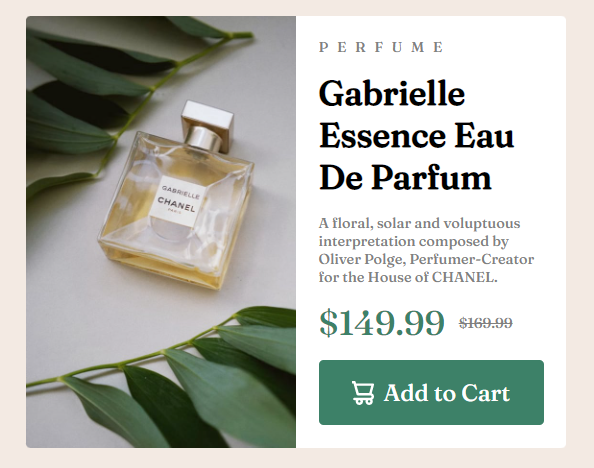 GABRIELLE
CHANEL
PARIS
PERFUME
Gabrielle
Essence Eau
De Parfum
A floral, solar and voluptuous
interpretation composed by
Oliver Polge, Perfumer-Creator
for the House of CHANEL.
$149.99 $169.99
Add to Cart